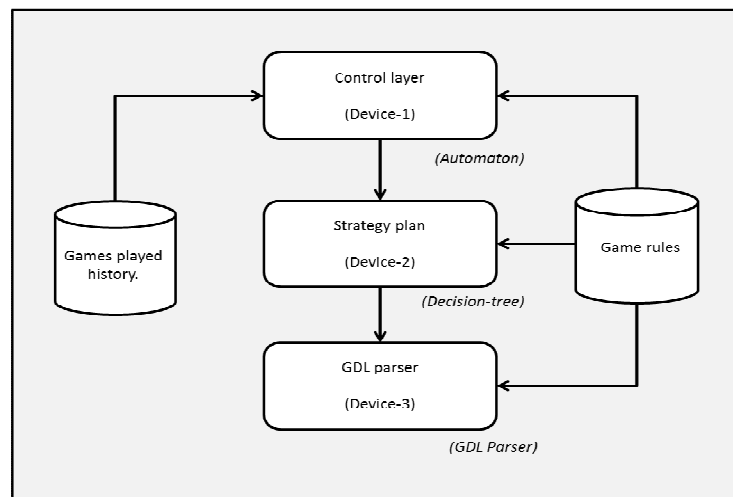 Control layer
(Device-1)
(Automaton)
Strategy plan
(Device-2)
(Decision-tree)
GDL parser
(Device-3)
(GDL Parser)
Games played
history.
Game rules